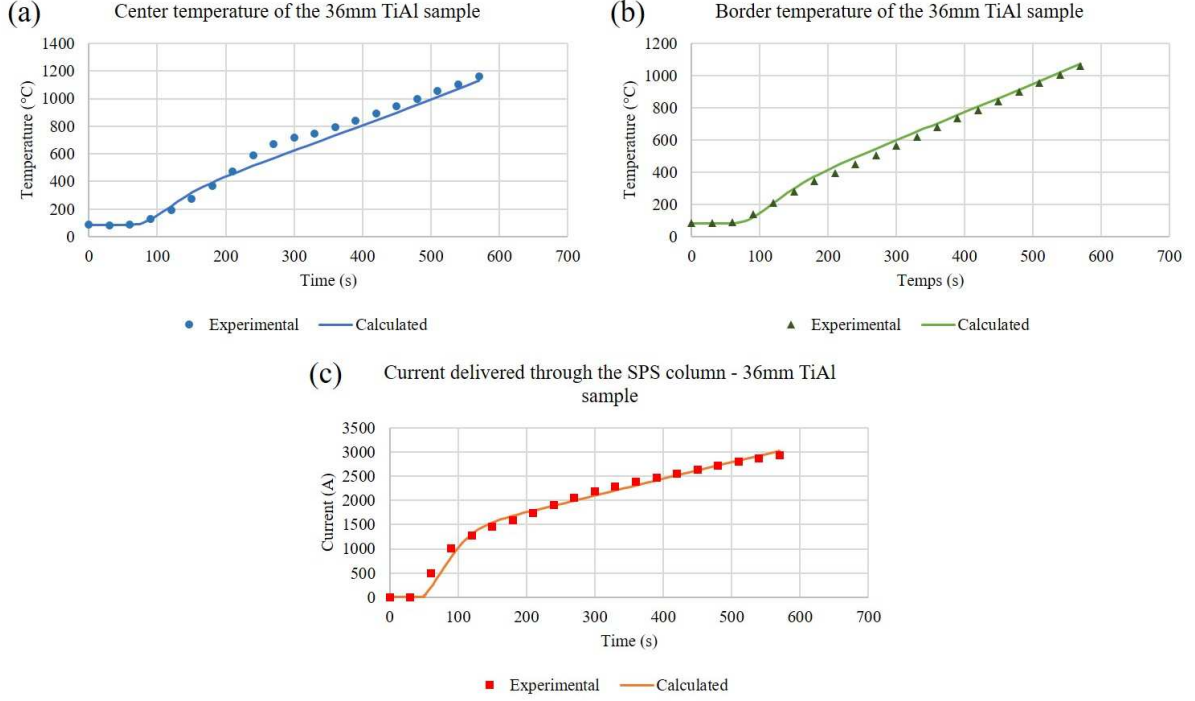 (a)
Center temperature of the 36mm TiAl sample
1400
1200
1000
800
600
400
200
0
Temperature (°C)
0 100 200 300 400 500 600 700
Time (s)
Experimental Calculated
(b)
Border temperature of the 36mm TiAl sample
1200
1000
800
600
400
200
0
Temperature (°C)
0 100 200 300 400 500 600 700
Temps (s)
Experimental Calculated
(c)
Current delivered through the SPS column - 36mm TiAl
sample
3500
3000
2500
2000
1500
1000
500
0
Current (A)
0 100 200 300 400 500 600 700
Time (s)
Experimental Calculated